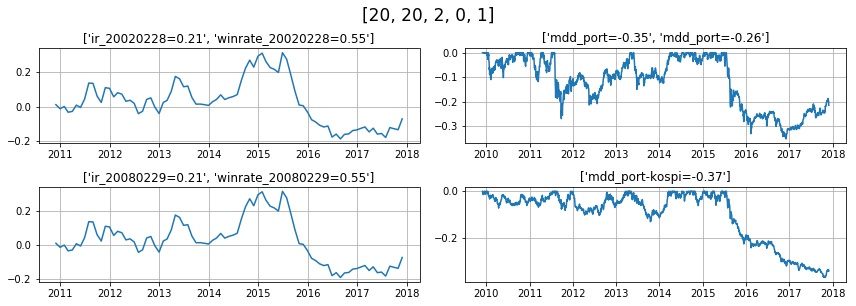 [20, 20, 2, 0, 1]
['ir_20020228=0.21', 'winrate_20020228=0.55']
0.2
0.0
−0.2
2011 2012 2013 2014 2015 2016 2017 2018
['mdd_port=-0.35', 'mdd_port=-0.26']
0.0
−0.1
−0.2
−0.3
2010 2011 2012 2013 2014 2015 2016 2017 2018
['ir_20080229=0.21', 'winrate_20080229=0.55']
0.2
0.0
−0.2
2011 2012 2013 2014 2015 2016 2017 2018
['mdd_port-kospi=-0.37']
0.0
−0.2
2010 2011 2012 2013 2014 2015 2016 2017 2018